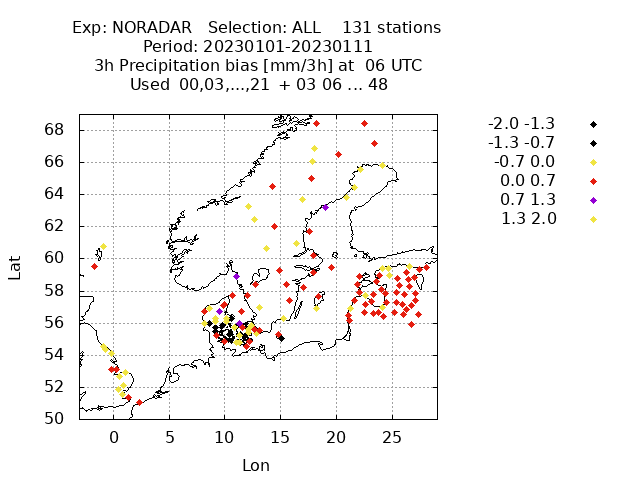 Exp: NORADAR   Selection: ALL    131 stations
Period: 20230101-20230111
3h Precipitation bias [mm/3h] at  06 UTC
Used  00,03,...,21  + 03 06 ... 48
-2.0 -1.3
-1.3 -0.7
-0.7 0.0
0.0 0.7
0.7 1.3
1.3 2.0
Lat
68
66
64
62
60
58
56
54
52
50
0 5 10 15 20 25
Lon